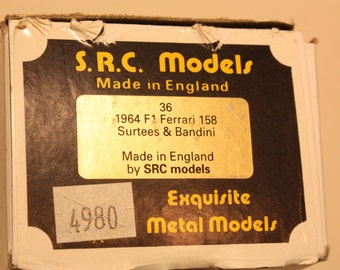 S.R.C. Models
Made in England
36
1964 F1 Ferrari 158
Surtees & Bandini
Made in England
by SRC models
4980
Exquisite
Metal Models